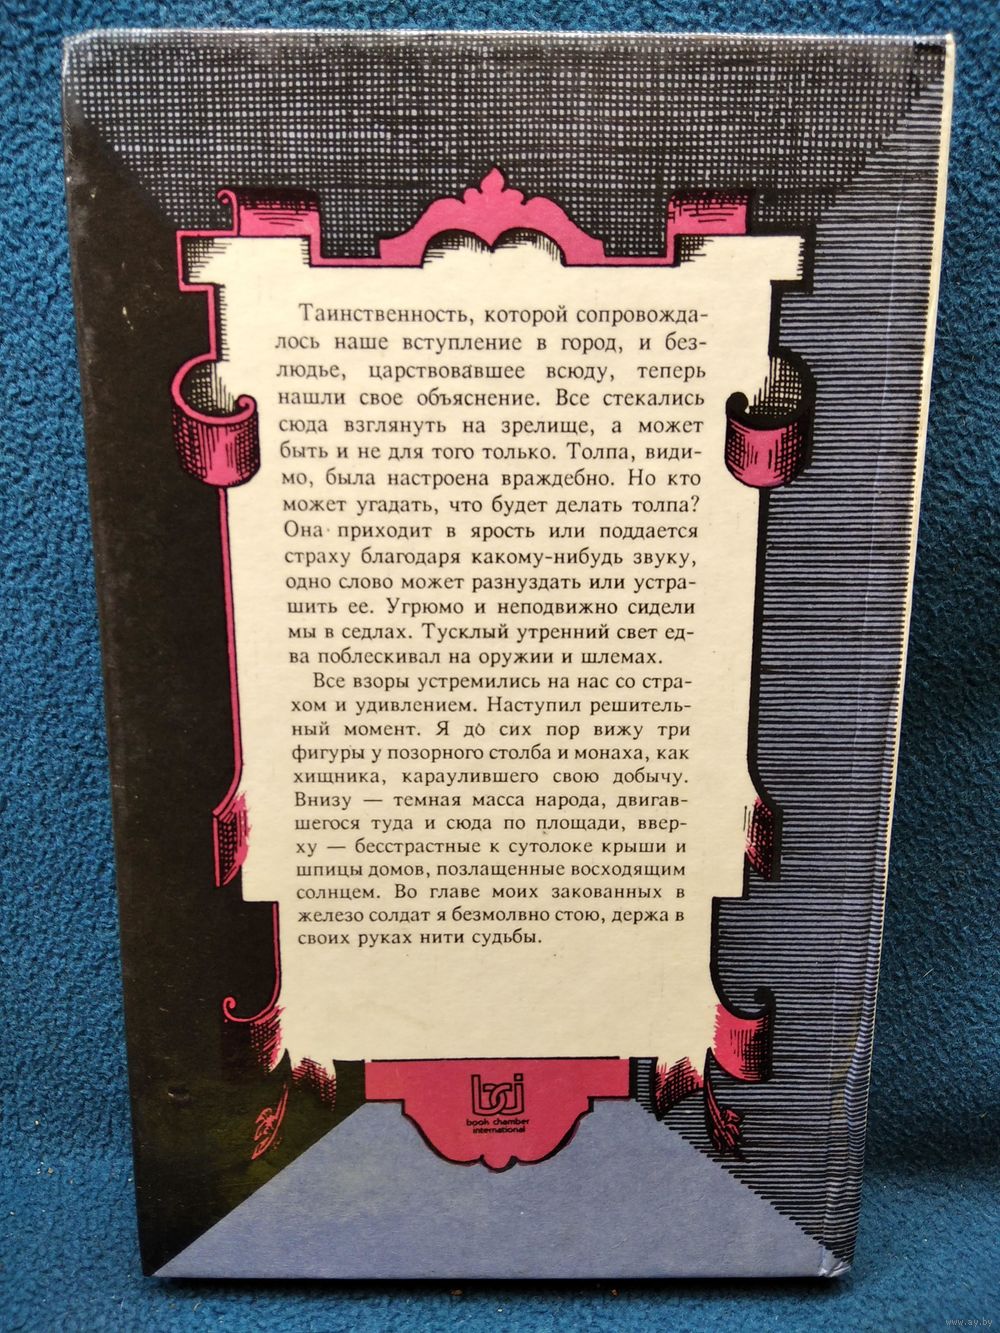 Таинственность, которой сопровожда-
лось наше вступление в город, и без-
людье, царствовавшее всюду, теперь
нашли свое объяснение. Все стекались
сюда взглянуть на зрелище, а может
быть и не для того только. Толпа, види-
мо, была настроена враждебно. Но кто
может угадать, что будет делать толпа?
Она приходит в ярость или поддается
страху благодаря какому-нибудь звуку,
одно слово может разнуздать или устра-
шить ее. Угрюмо и неподвижно сидели
мы в седлах. Тусклый утренний свет ед-
ва поблескивал на оружии и шлемах.
Все взоры устремились на нас со стра-
хом и удивлением. Наступил решитель-
ный момент. Я до сих пор вижу три
фигуры у позорного столба и монаха, как
хищника, караулившего свою добычу.
Внизу — темная масса народа, двигав-
шегося туда и сюда по площади, ввер-
ху — бесстрастные к сутолоке крыши и
шпицы домов, позлащенные восходящим
солнцем. Во главе моих закованных в
железо солдат я безмолвно стою, держа в
своих руках нити судьбы.
bci
book chamber
international
www.ay.by